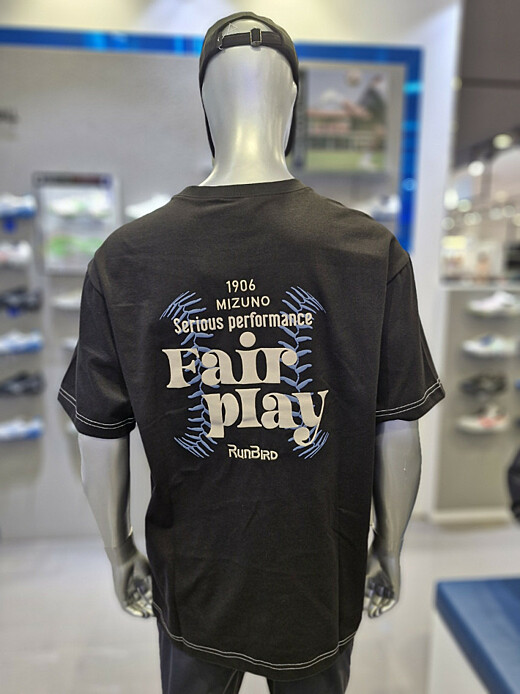 1906
MIZUNO
Serious performance
Fair
play
RunBird